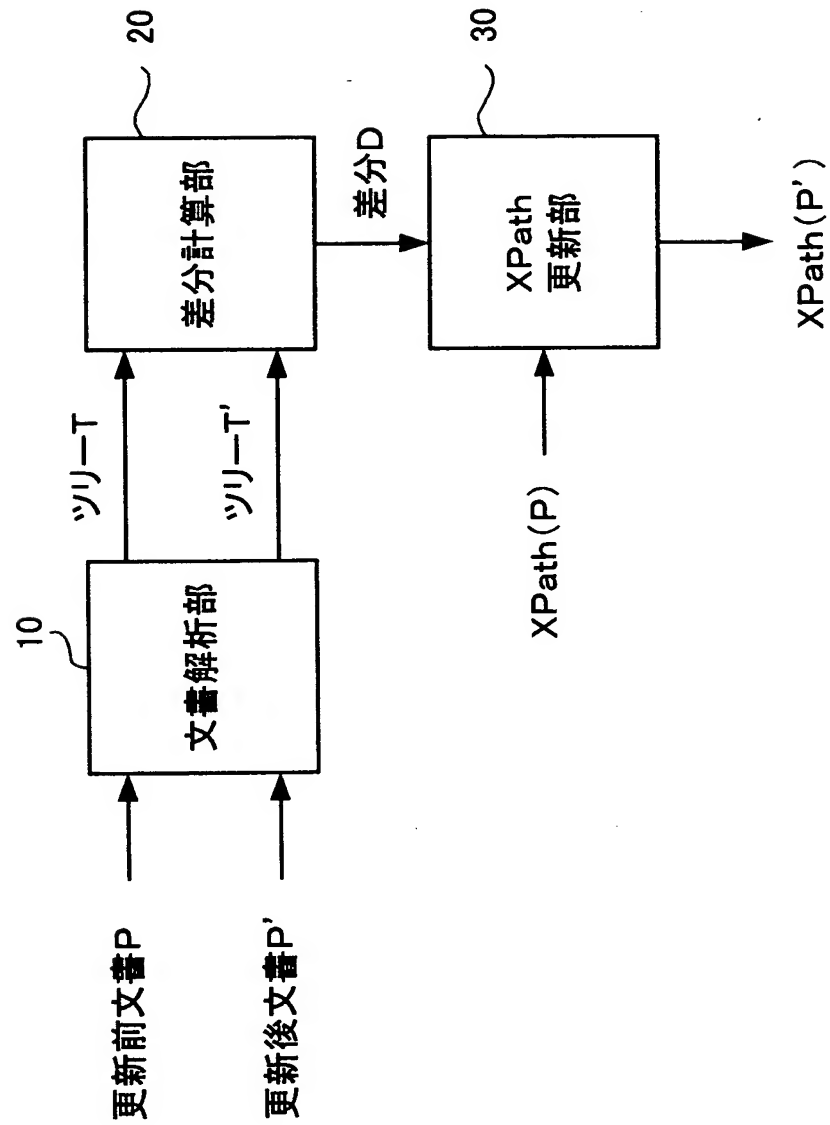 更新前文書P
更新後文書P'
10
文書解析部
ツリーT
ツリーT'
20
差分計算部
差分D
30
XPath
更新部
XPath(P)
XPath(P')